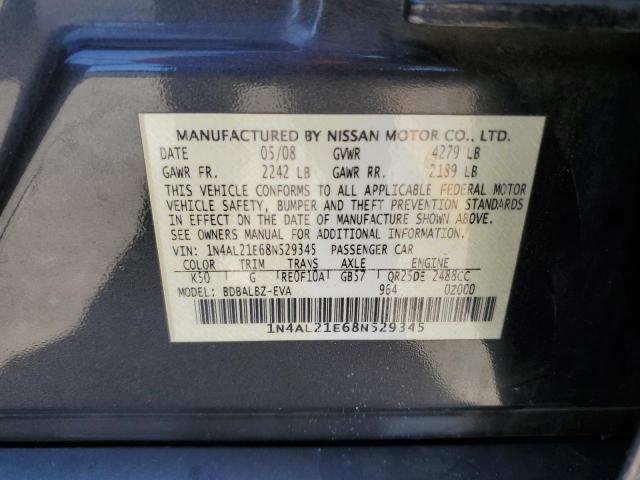 MANUFACTURED BY NISSAN MOTOR CO., LTD.
DATE 05/08 GVWR 4279 LB
GAWR FR. 2242 LB GAWR RR. 2189 LB
THIS VEHICLE CONFORMS TO ALL APPLICABLE FEDERAL MOTOR
VEHICLE SAFETY, BUMPER AND THEFT PREVENTION STANDARDS
IN EFFECT ON THE DATE OF MANUFACTURE SHOWN ABOVE.
SEE OWNERS MANUAL FOR ADDITIONAL INFORMATION.
VIN: 1N4AL21E68N529345 PASSENGER CAR
COLOR TRIM TRANS AXLE ENGINE
K50 G RE0F10A GB57 QR25DE 2488CC
MODEL: BDBALBZ-EVA 964 0Z000
1N4AL21E68N529345